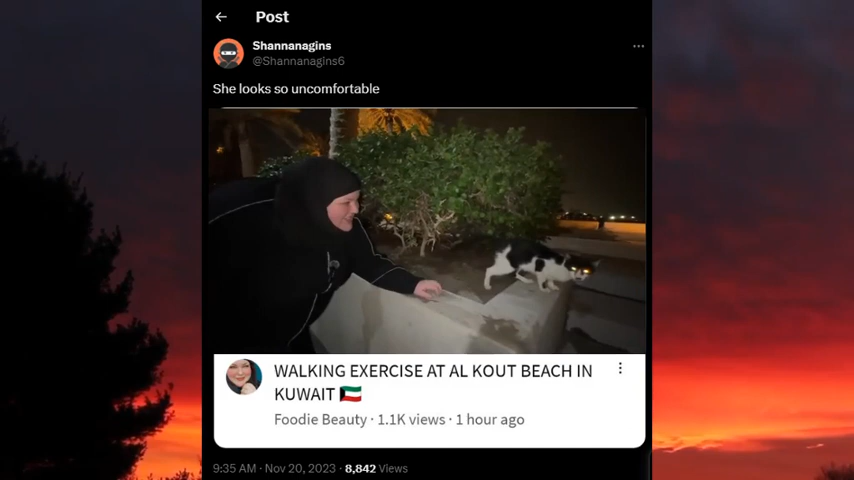 Post
Shannanagins
@Shannanagins6
She looks so uncomfortable
WALKING EXERCISE AT AL KOUT BEACH IN
KUWAIT 🇰🇼
Foodie Beauty · 1.1K views · 1 hour ago
9:35 AM · Nov 20, 2023 · 8,842 Views